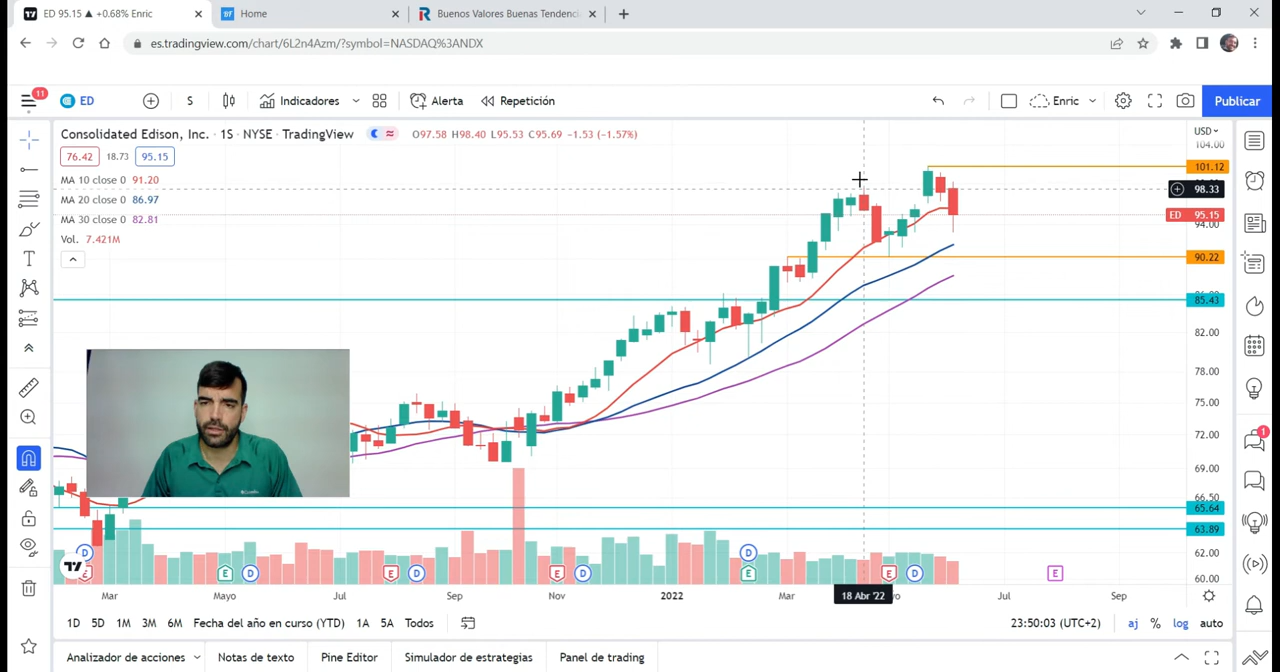 ED 95.15 ▲ +0.68% Enric
Home
Buenos Valores Buenas Tendenci
es.tradingview.com/chart/6L2n4Azm/?symbol=NASDAQ%3ANDX
11
ED
S
Indicadores
Alerta
Repetición
Enric
Publicar
Consolidated Edison, Inc. · 1S · NYSE · TradingView
O97.58 H98.40 L95.53 C95.69 −1.53 (−1.57%)
USD
104.00
76.42 18.73 95.15
101.12
MA 10 close 0 91.20
98.33
MA 20 close 0 86.97
ED 95.15
MA 30 close 0 82.81
94.00
Vol. 7.421M
90.22
85.43
82.00
78.00
75.00
72.00
69.00
66.50
65.64
63.89
62.00
60.00
1
D
D
E
E
D
E
D
E
D
E
D
E
E
Mar
Mayo
Jul
Sep
Nov
2022
Mar
18 Abr '22
Jul
Sep
1D 5D 1M 3M 6M Fecha del año en curso (YTD) 1A 5A Todos
23:50:03 (UTC+2)
aj % log auto
Analizador de acciones
Notas de texto
Pine Editor
Simulador de estrategias
Panel de trading